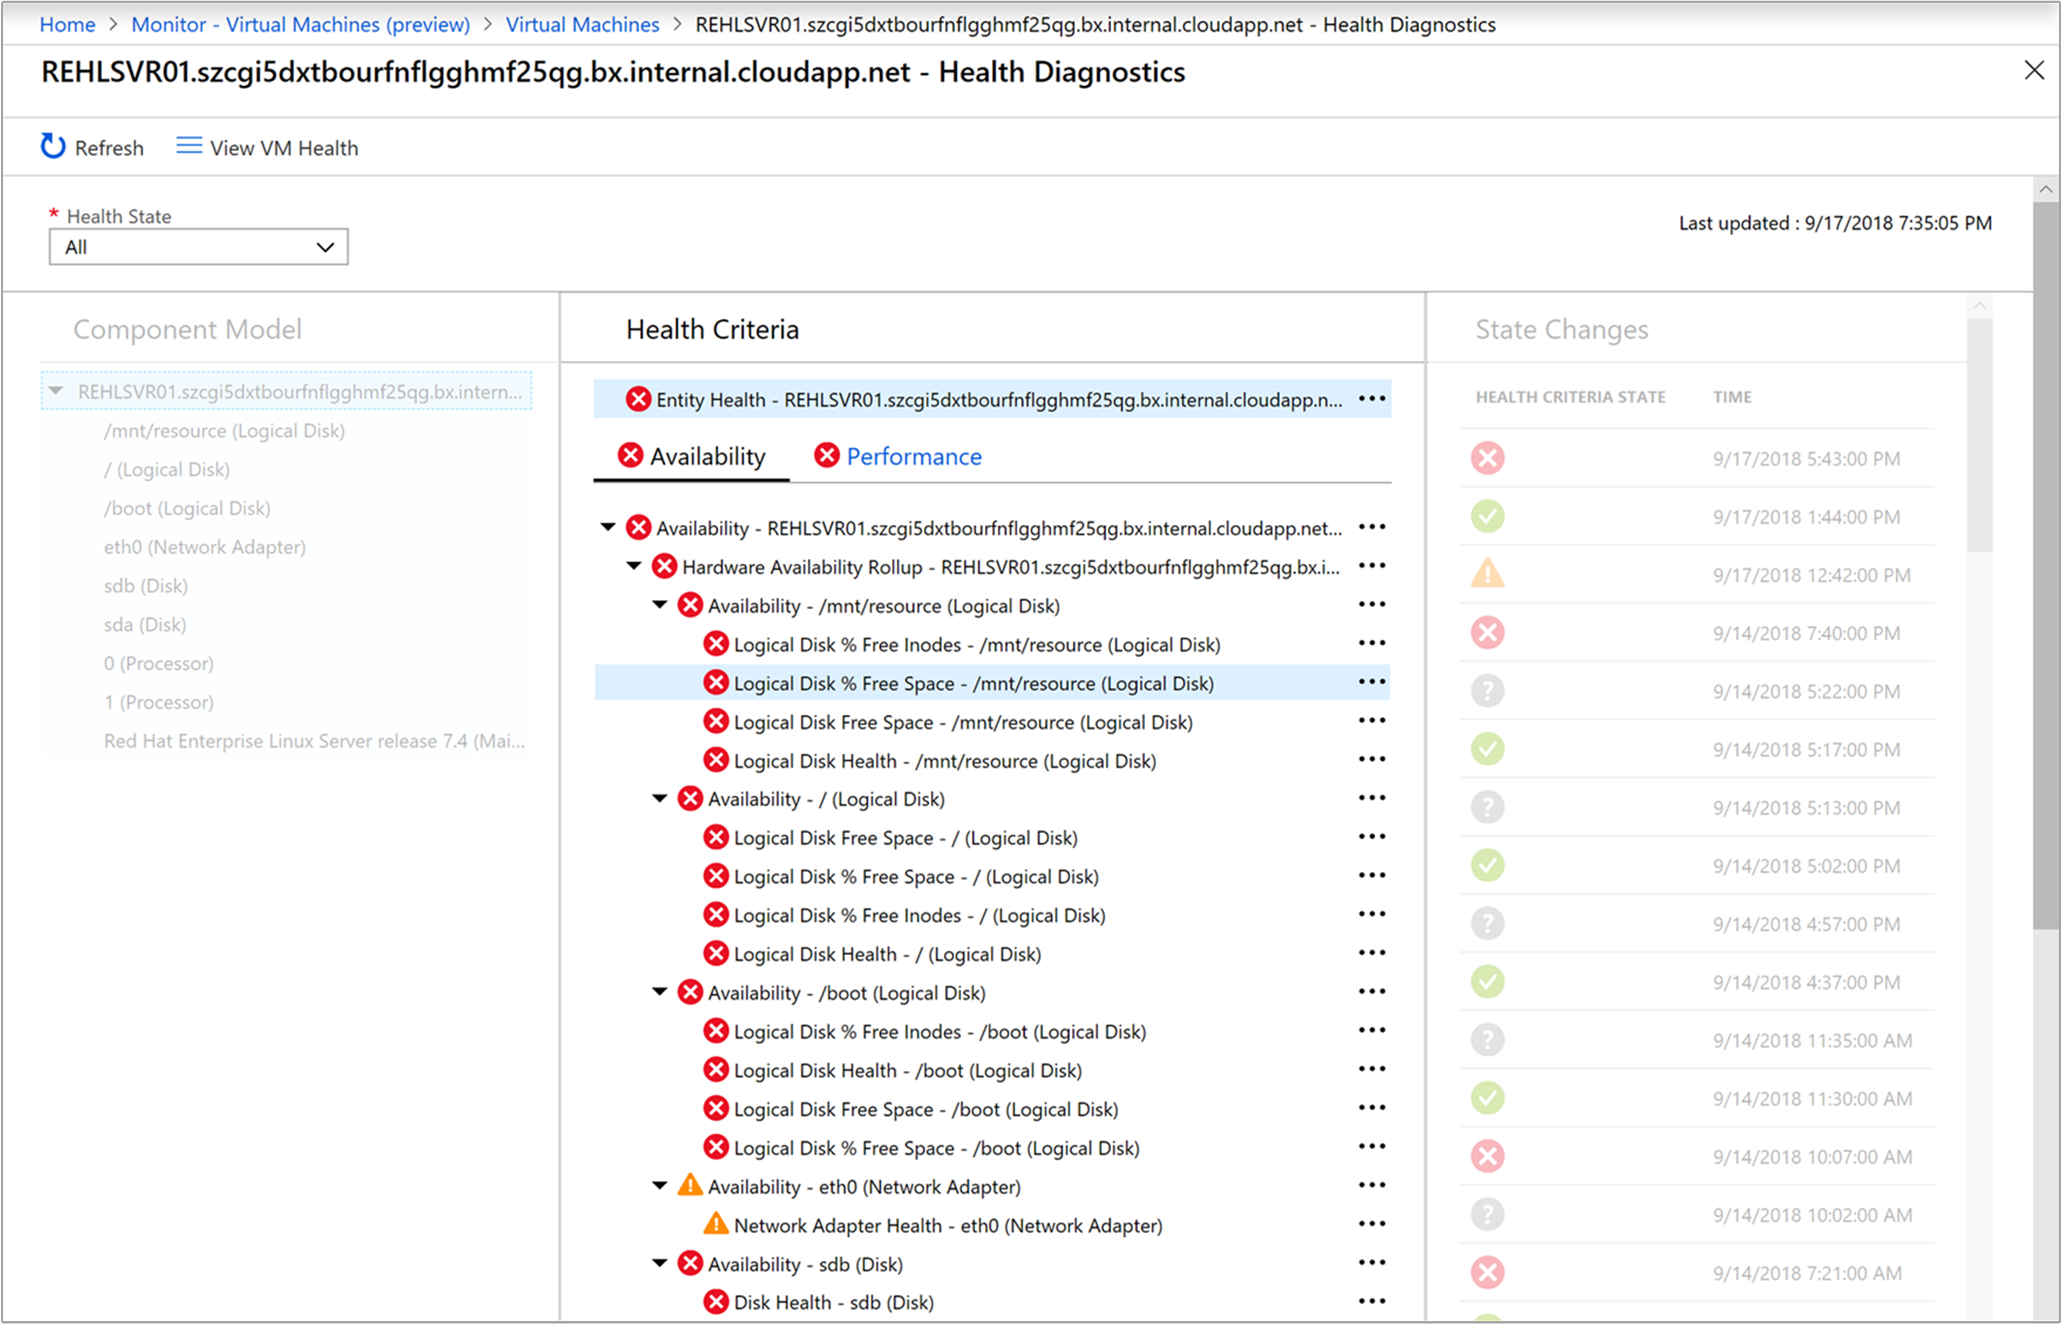 Home > Monitor - Virtual Machines (preview) > Virtual Machines > REHLSVR01.szcgi5dxtbourfnflgghmf25qg.bx.internal.cloudapp.net - Health Diagnostics
REHLSVR01.szcgi5dxtbourfnflgghmf25qg.bx.internal.cloudapp.net - Health Diagnostics
Refresh View VM Health
* Health State
All
Last updated : 9/17/2018 7:35:05 PM
Component Model
REHLSVR01.szcgi5dxtbourfnflgghmf25qg.bx.intern...
/mnt/resource (Logical Disk)
/ (Logical Disk)
/boot (Logical Disk)
eth0 (Network Adapter)
sdb (Disk)
sda (Disk)
0 (Processor)
1 (Processor)
Red Hat Enterprise Linux Server release 7.4 (Mai...
Health Criteria
Entity Health - REHLSVR01.szcgi5dxtbourfnflgghmf25qg.bx.internal.cloudapp.n...
Availability Performance
Availability - REHLSVR01.szcgi5dxtbourfnflgghmf25qg.bx.internal.cloudapp.net...
Hardware Availability Rollup - REHLSVR01.szcgi5dxtbourfnflgghmf25qg.bx.i...
Availability - /mnt/resource (Logical Disk)
Logical Disk % Free Inodes - /mnt/resource (Logical Disk)
Logical Disk % Free Space - /mnt/resource (Logical Disk)
Logical Disk Free Space - /mnt/resource (Logical Disk)
Logical Disk Health - /mnt/resource (Logical Disk)
Availability - / (Logical Disk)
Logical Disk Free Space - / (Logical Disk)
Logical Disk % Free Space - / (Logical Disk)
Logical Disk % Free Inodes - / (Logical Disk)
Logical Disk Health - / (Logical Disk)
Availability - /boot (Logical Disk)
Logical Disk % Free Inodes - /boot (Logical Disk)
Logical Disk Health - /boot (Logical Disk)
Logical Disk Free Space - /boot (Logical Disk)
Logical Disk % Free Space - /boot (Logical Disk)
Availability - eth0 (Network Adapter)
Network Adapter Health - eth0 (Network Adapter)
Availability - sdb (Disk)
Disk Health - sdb (Disk)
State Changes
HEALTH CRITERIA STATE TIME
9/17/2018 5:43:00 PM
9/17/2018 1:44:00 PM
9/17/2018 12:42:00 PM
9/14/2018 7:40:00 PM
9/14/2018 5:22:00 PM
9/14/2018 5:17:00 PM
9/14/2018 5:13:00 PM
9/14/2018 5:02:00 PM
9/14/2018 4:57:00 PM
9/14/2018 4:37:00 PM
9/14/2018 11:35:00 AM
9/14/2018 11:30:00 AM
9/14/2018 10:07:00 AM
9/14/2018 10:02:00 AM
9/14/2018 7:21:00 AM